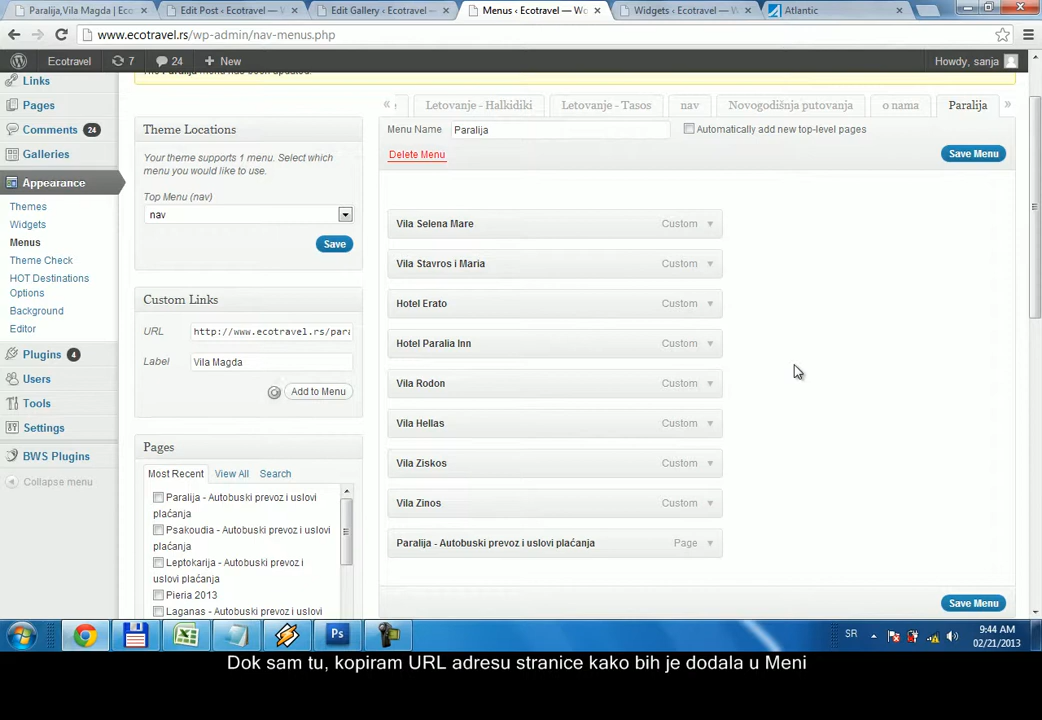 Paralija,Vila Magda | Eco
Edit Post ‹ Ecotravel — W
Edit Gallery ‹ Ecotravel —
Menus ‹ Ecotravel — Wo
Widgets ‹ Ecotravel — Wo
Atlantic
www.ecotravel.rs/wp-admin/nav-menus.php
Ecotravel
7
24
+ New
Howdy, sanja
Links
Pages
Comments 24
Galleries
Appearance
Themes
Widgets
Menus
Theme Check
HOT Destinations
Options
Background
Editor
Plugins 4
Users
Tools
Settings
BWS Plugins
Collapse menu
Theme Locations
Your theme supports 1 menu. Select which
menu you would like to use.
Top Menu (nav)
nav
Save
Custom Links
URL
http://www.ecotravel.rs/para
Label
Vila Magda
Add to Menu
Pages
Most Recent
View All
Search
Paralija - Autobuski prevoz i uslovi
plaćanja
Psakoudia - Autobuski prevoz i uslovi
plaćanja
Leptokarija - Autobuski prevoz i
uslovi plaćanja
Pieria 2013
Laganas - Autobuski prevoz i uslovi
The Paralija menu has been updated.
«
e
Letovanje - Halkidiki
Letovanje - Tasos
nav
Novogodišnja putovanja
o nama
Paralija
»
Menu Name
Paralija
Automatically add new top-level pages
Delete Menu
Save Menu
Vila Selena Mare Custom
Vila Stavros i Maria Custom
Hotel Erato Custom
Hotel Paralia Inn Custom
Vila Rodon Custom
Vila Hellas Custom
Vila Ziskos Custom
Vila Zinos Custom
Paralija - Autobuski prevoz i uslovi plaćanja Page
Save Menu
Ps
SR
9:44 AM
02/21/2013
Dok sam tu, kopiram URL adresu stranice kako bih je dodala u Meni